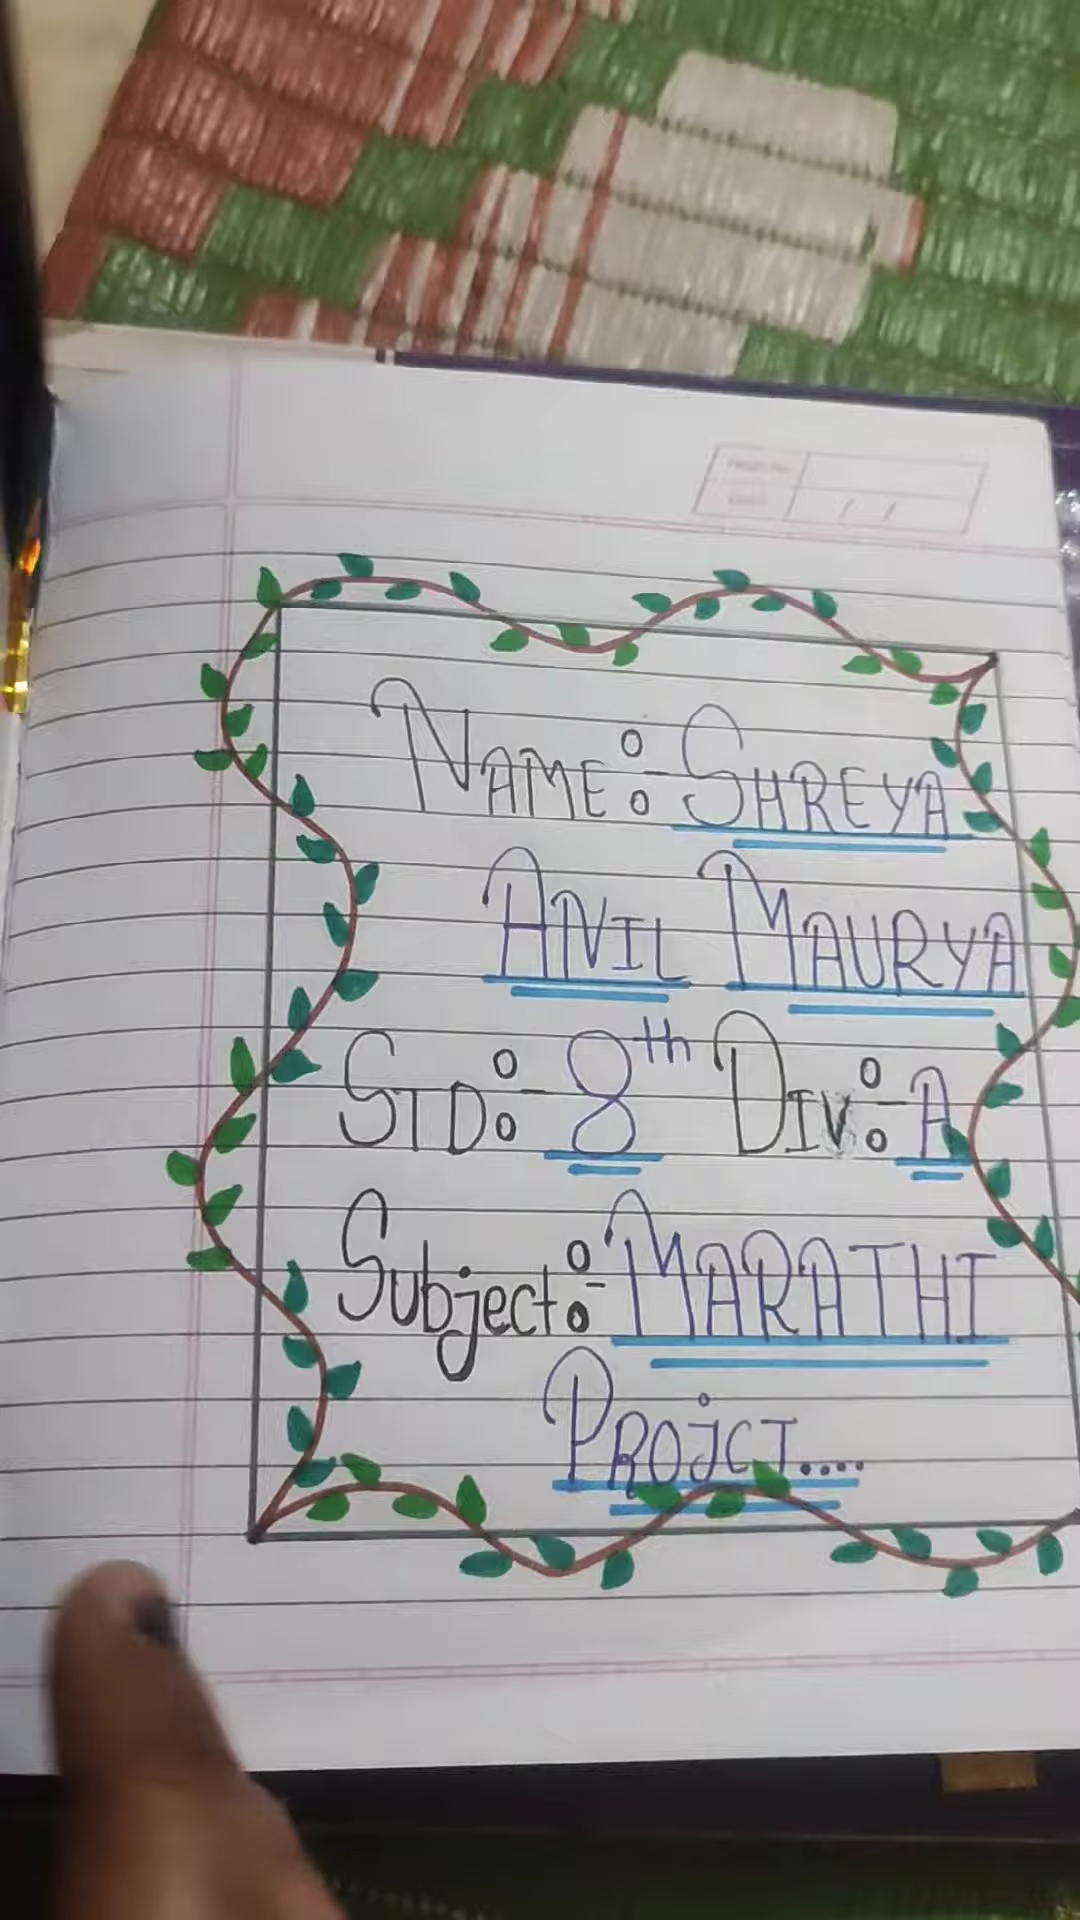 NAME:- SHREYA
ANIL MAURYA
STD:- 8th DIV:- A
Subject:- MARATHI
PROjCT....